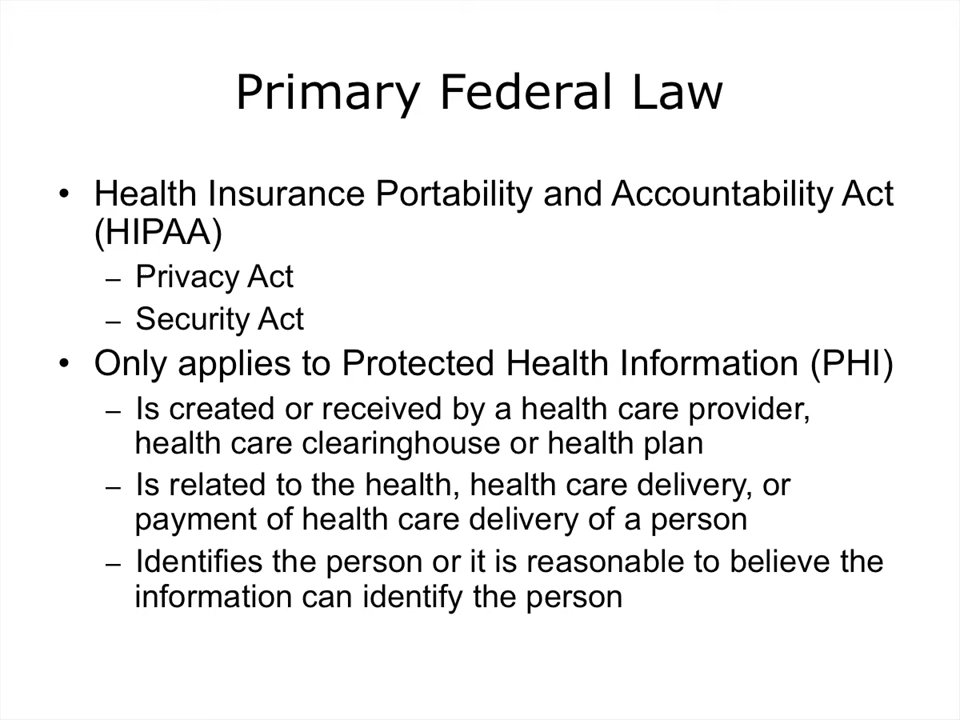 Primary Federal Law
• Health Insurance Portability and Accountability Act
(HIPAA)
– Privacy Act
– Security Act
• Only applies to Protected Health Information (PHI)
– Is created or received by a health care provider,
health care clearinghouse or health plan
– Is related to the health, health care delivery, or
payment of health care delivery of a person
– Identifies the person or it is reasonable to believe the
information can identify the person